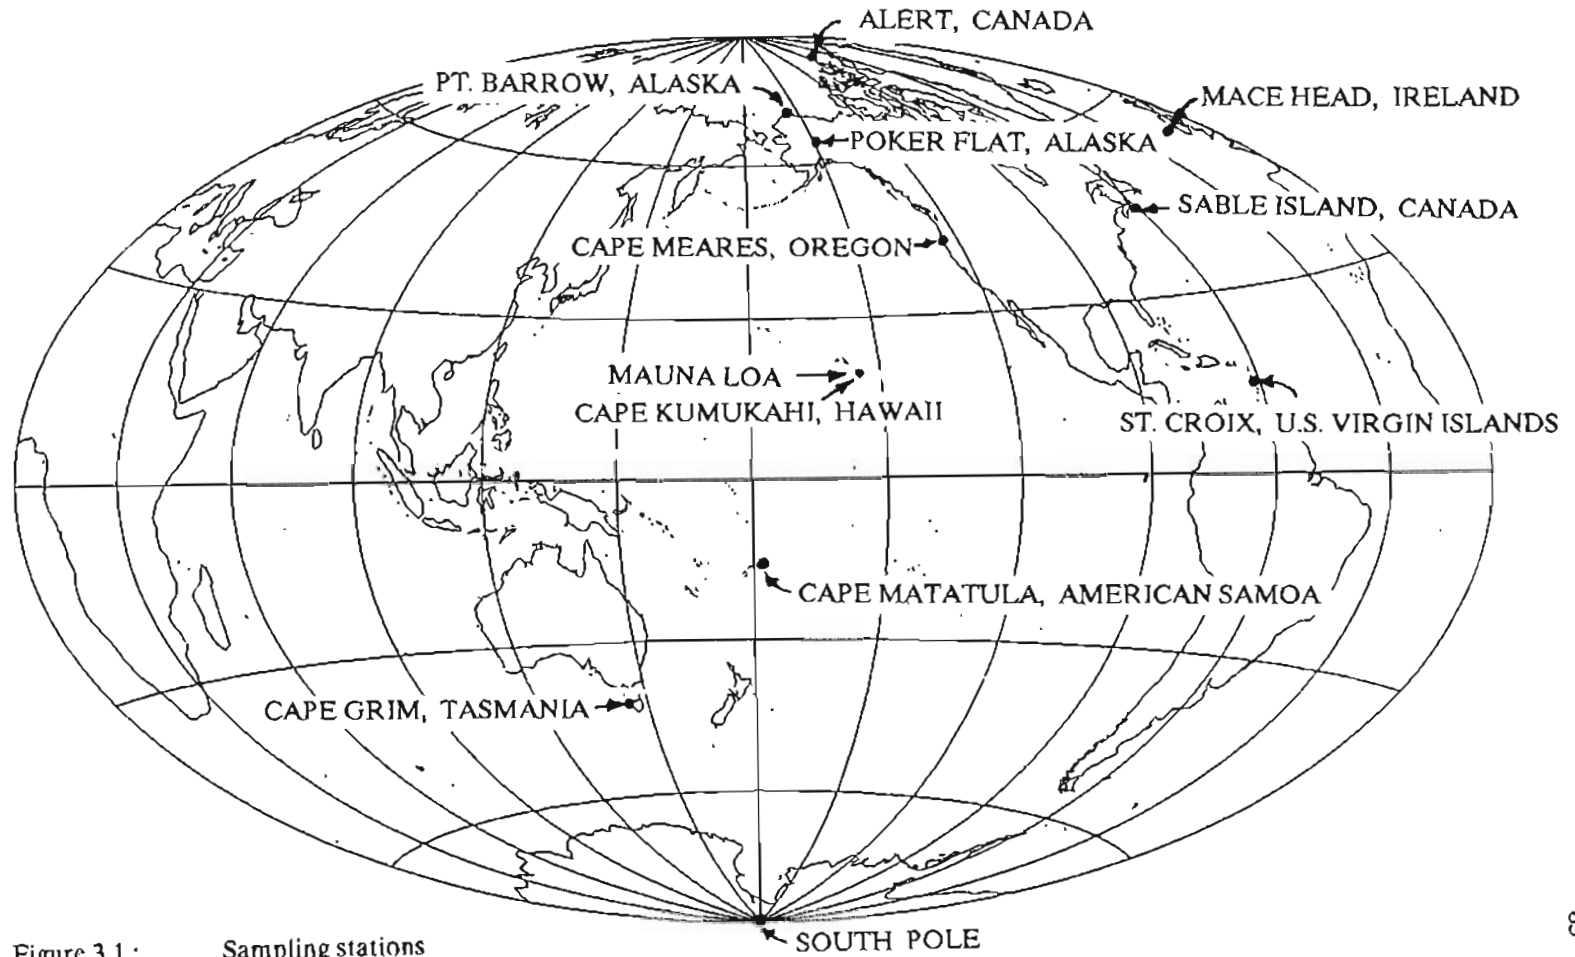 ALERT, CANADA
PT. BARROW, ALASKA
MACE HEAD, IRELAND
POKER FLAT, ALASKA
SABLE ISLAND, CANADA
CAPE MEARES, OREGON
MAUNA LOA
CAPE KUMUKAHI, HAWAII
ST. CROIX, U.S. VIRGIN ISLANDS
CAPE MATATULA, AMERICAN SAMOA
CAPE GRIM, TASMANIA
SOUTH POLE
Figure 3.1: Sampling stations